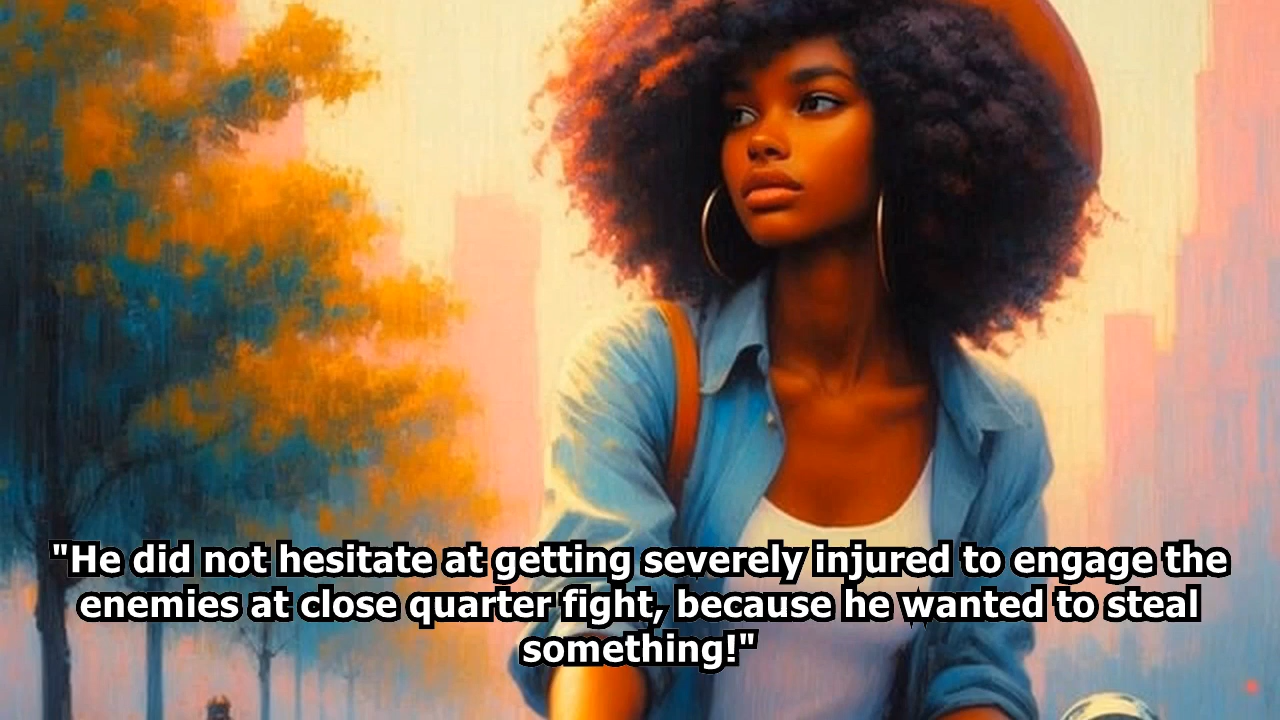 "He did not hesitate at getting severely injured to engage the
enemies at close quarter fight, because he wanted to steal
something!"